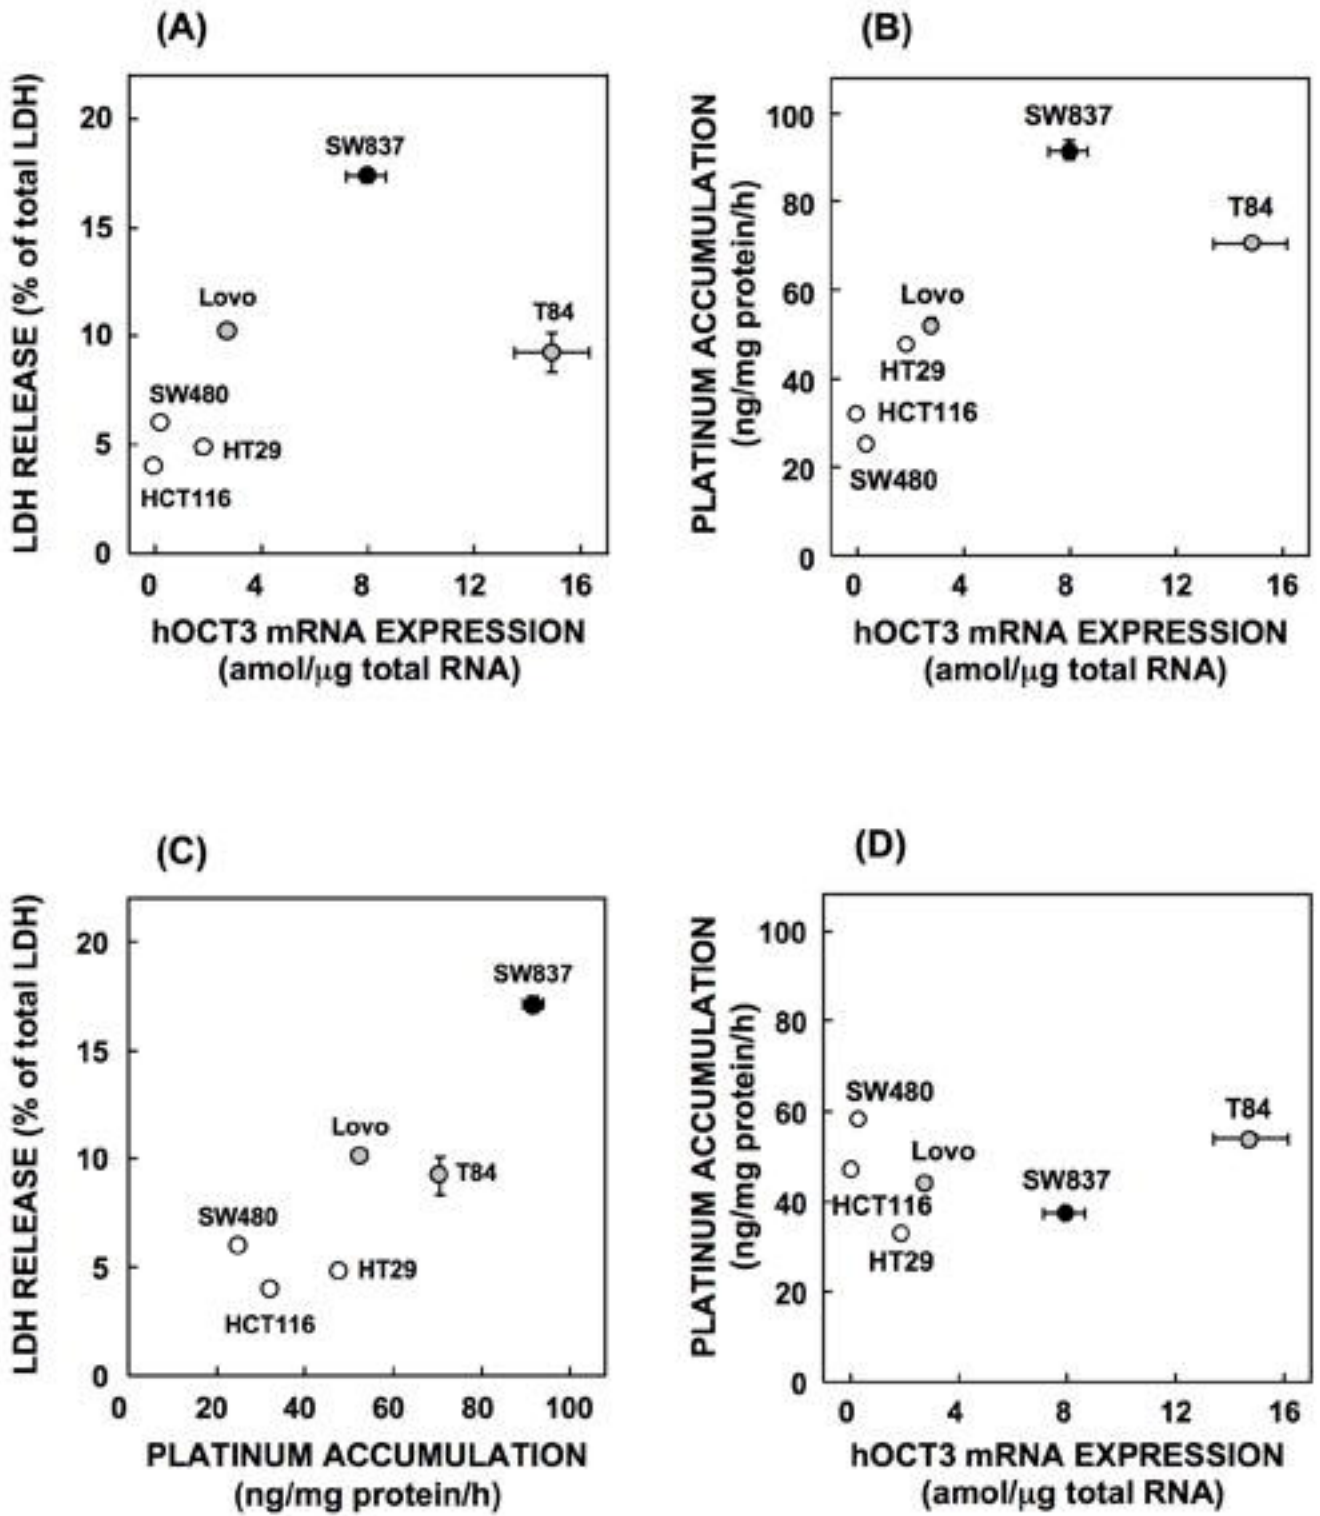 (A)
LDH RELEASE (% of total LDH)
20
15
10
5
0
SW837
Lovo
T84
SW480
HT29
HCT116
0 4 8 12 16
hOCT3 mRNA EXPRESSION
(amol/μg total RNA)
(B)
PLATINUM ACCUMULATION
(ng/mg protein/h)
100
80
60
40
20
0
SW837
T84
Lovo
HT29
HCT116
SW480
0 4 8 12 16
hOCT3 mRNA EXPRESSION
(amol/μg total RNA)
(C)
LDH RELEASE (% of total LDH)
20
15
10
5
0
SW837
Lovo
T84
SW480
HT29
HCT116
0 20 40 60 80 100
PLATINUM ACCUMULATION
(ng/mg protein/h)
(D)
PLATINUM ACCUMULATION
(ng/mg protein/h)
100
80
60
40
20
0
SW480
T84
Lovo
SW837
HCT116
HT29
0 4 8 12 16
hOCT3 mRNA EXPRESSION
(amol/μg total RNA)